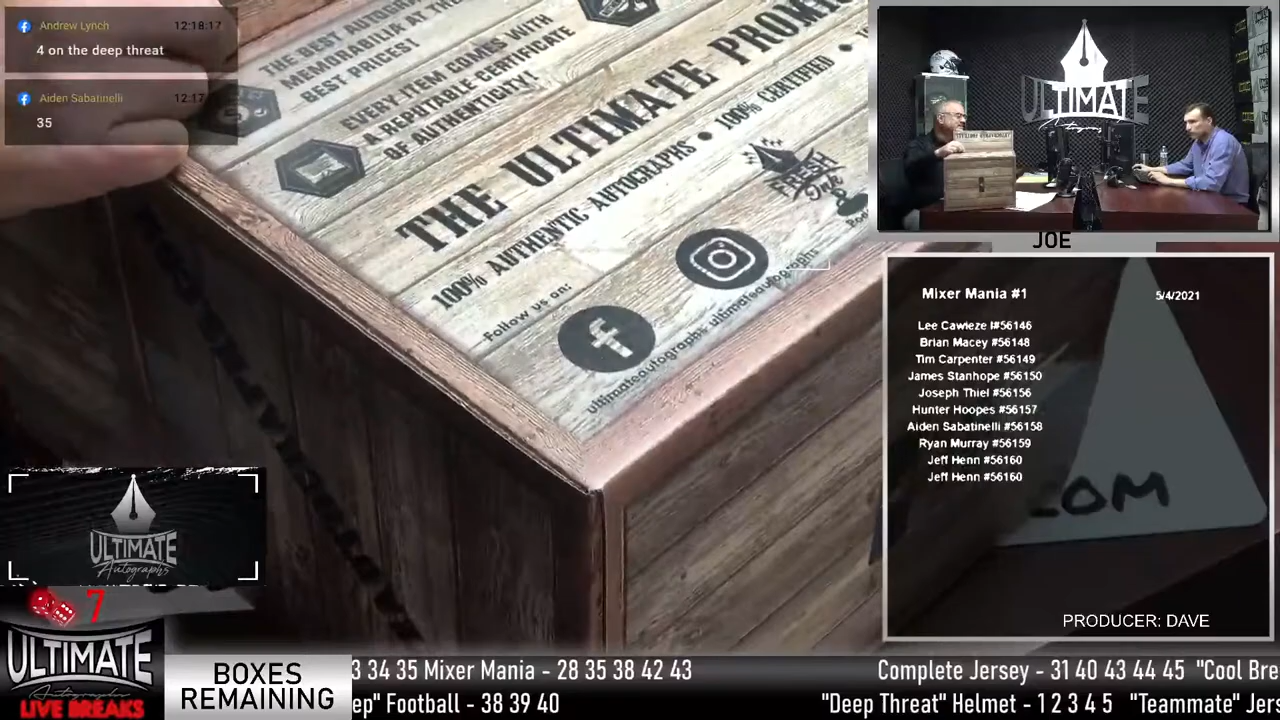 Andrew Lynch 12:18:17
4 on the deep threat
Aiden Sabatinelli 12:17
35
THE BEST AUTOGRA
MEMORABILIA AT THE
BEST PRICES!
EVERY ITEM COMES WITH
A REPUTABLE CERTIFICATE
OF AUTHENTICITY!
THE ULTIMATE PROMI
100% AUTHENTIC AUTOGRAPHS • 100% CERTIFIED •
FRESH
Ink
Follow us on:
ultimateautographs ultimateautographs
ULTIMATE
Autographs
JOE
Mixer Mania #1 5/4/2021
Lee Cawieze I#56146
Brian Macey #56148
Tim Carpenter #56149
James Stanhope #56150
Joseph Thiel #56156
Hunter Hoopes #56157
Aiden Sabatinelli #56158
Ryan Murray #56159
Jeff Henn #56160
Jeff Henn #56160
COM
PRODUCER: DAVE
ULTIMATE
Autographs
7
ULTIMATE
Autographs
LIVE BREAKS
BOXES
REMAINING
3 34 35 Mixer Mania - 28 35 38 42 43 Complete Jersey - 31 40 43 44 45 "Cool Bre
ep" Football - 38 39 40 "Deep Threat" Helmet - 1 2 3 4 5 "Teammate" Jers